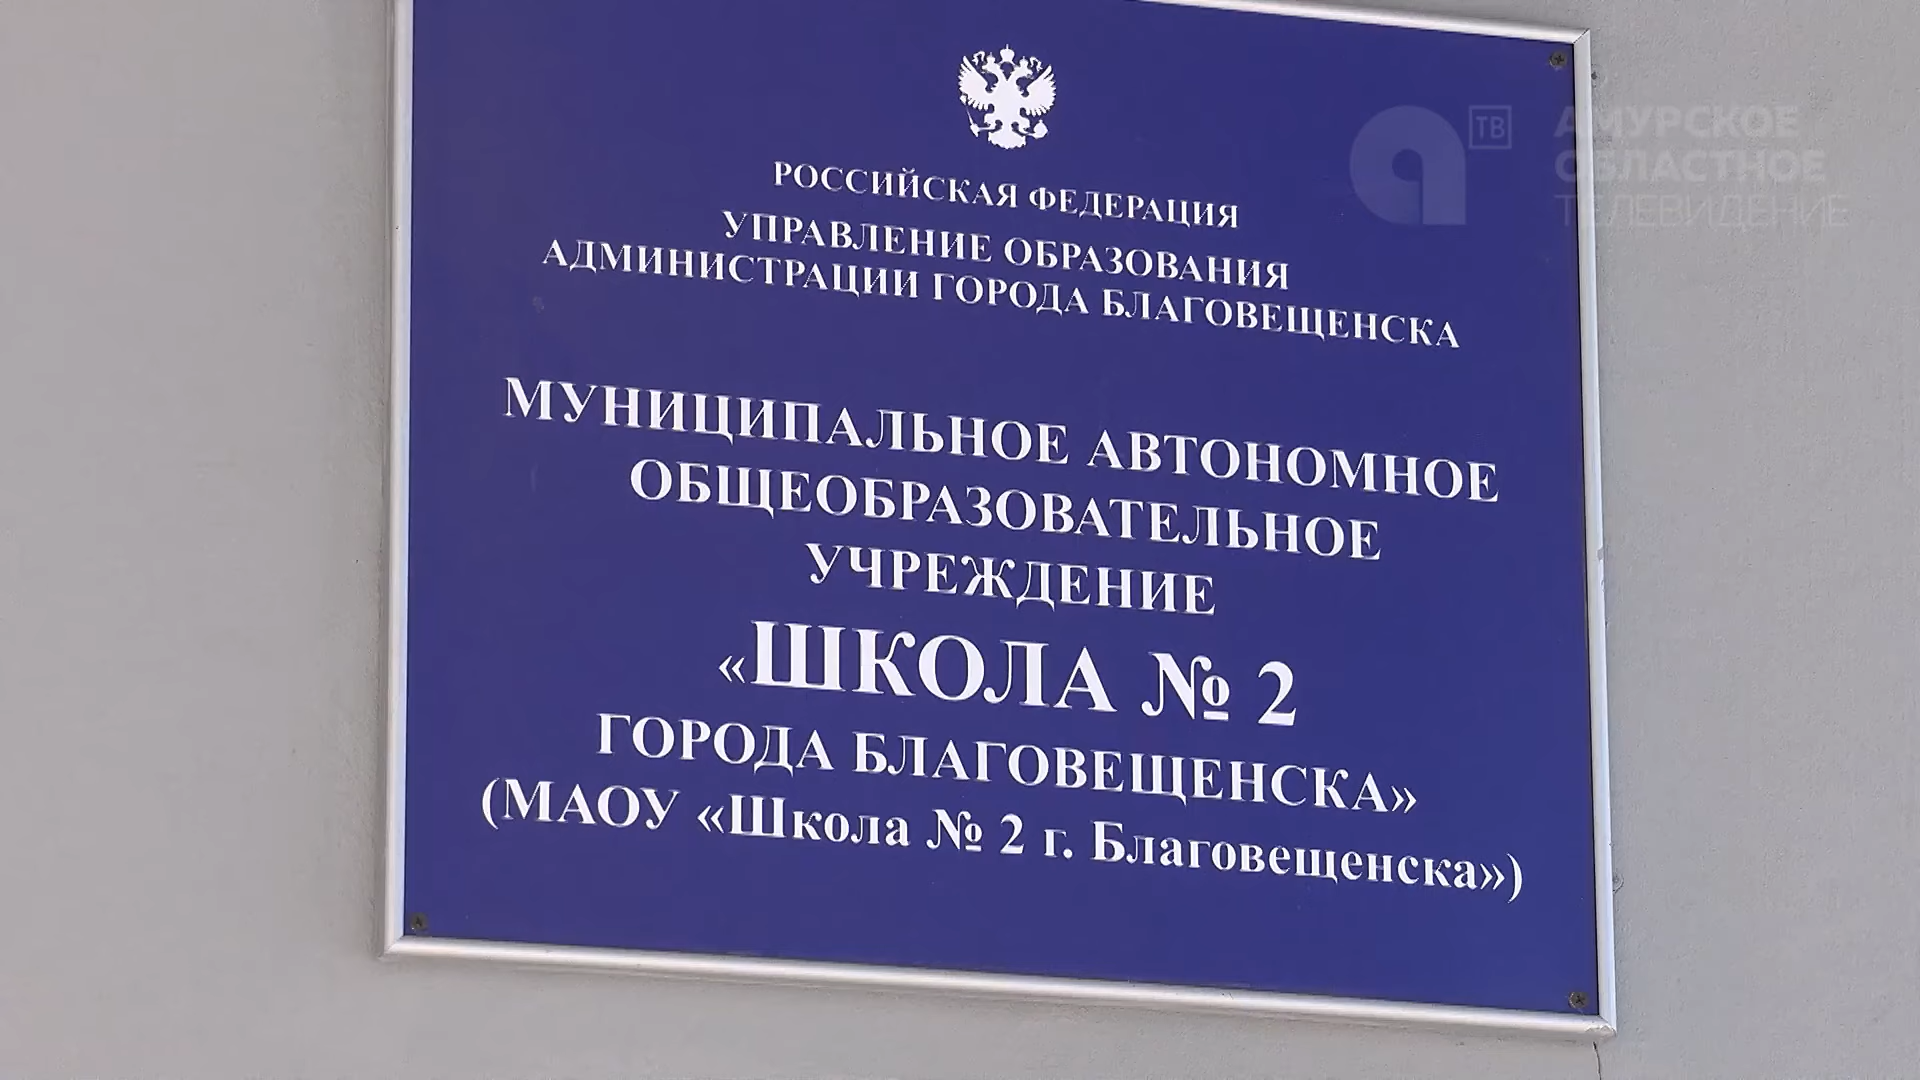 РОССИЙСКАЯ ФЕДЕРАЦИЯ
УПРАВЛЕНИЕ ОБРАЗОВАНИЯ
АДМИНИСТРАЦИИ ГОРОДА БЛАГОВЕЩЕНСКА
МУНИЦИПАЛЬНОЕ АВТОНОМНОЕ
ОБЩЕОБРАЗОВАТЕЛЬНОЕ
УЧРЕЖДЕНИЕ
«ШКОЛА № 2
ГОРОДА БЛАГОВЕЩЕНСКА»
(МАОУ «Школа № 2 г. Благовещенска»)
ТВ
АМУРСКОЕ
ОБЛАСТНОЕ
ТЕЛЕВИДЕНИЕ